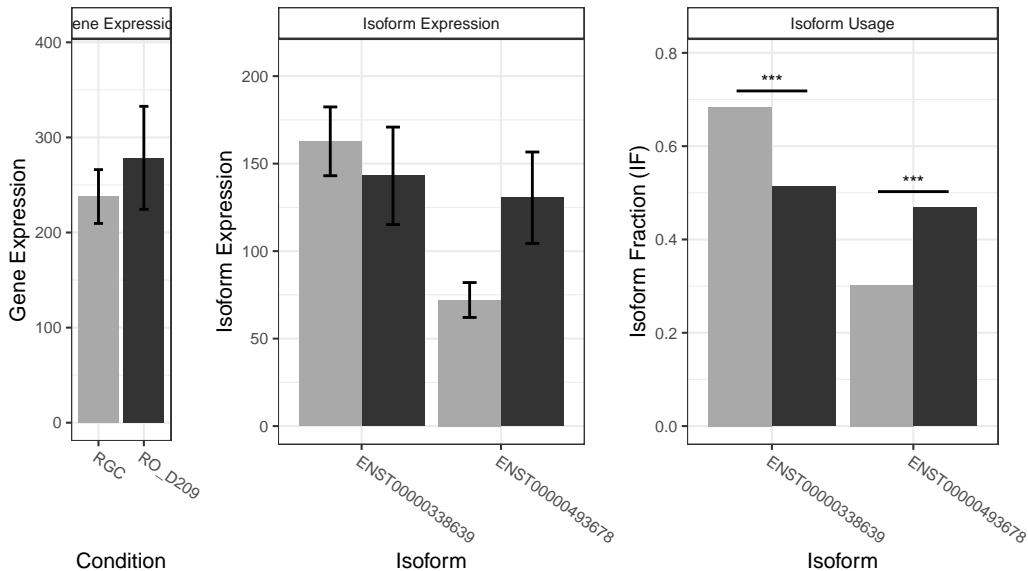 ene Expressio
Gene Expression
400
300
200
100
0
RGC
RO_D209
Condition
Isoform Expression
Isoform Expression
200
150
100
50
0
ENST00000338639
ENST00000493678
Isoform
Isoform Usage
Isoform Fraction (IF)
0.8
0.6
0.4
0.2
0.0
***
***
ENST00000338639
ENST00000493678
Isoform